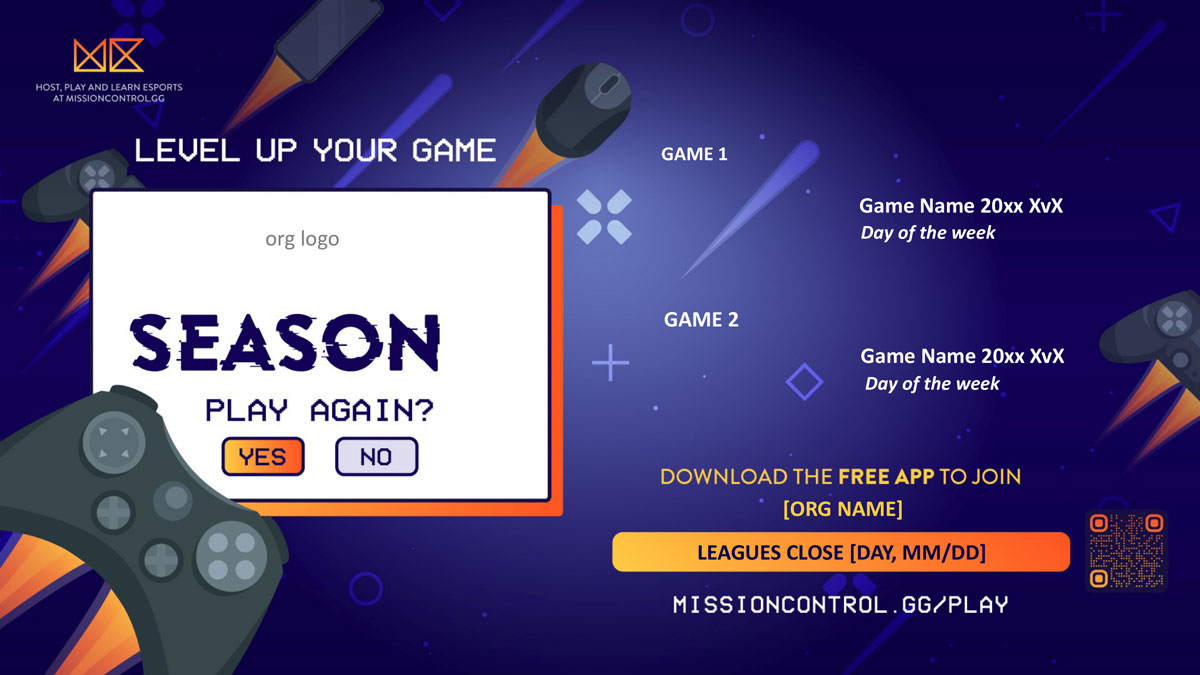 HOST, PLAY AND LEARN ESPORTS
AT MISSIONCONTROL.GG
LEVEL UP YOUR GAME
org logo
SEASON
PLAY AGAIN?
YES NO
GAME 1
Game Name 20xx XvX
Day of the week
GAME 2
Game Name 20xx XvX
Day of the week
DOWNLOAD THE FREE APP TO JOIN
[ORG NAME]
LEAGUES CLOSE [DAY, MM/DD]
MISSIONCONTROL.GG/PLAY